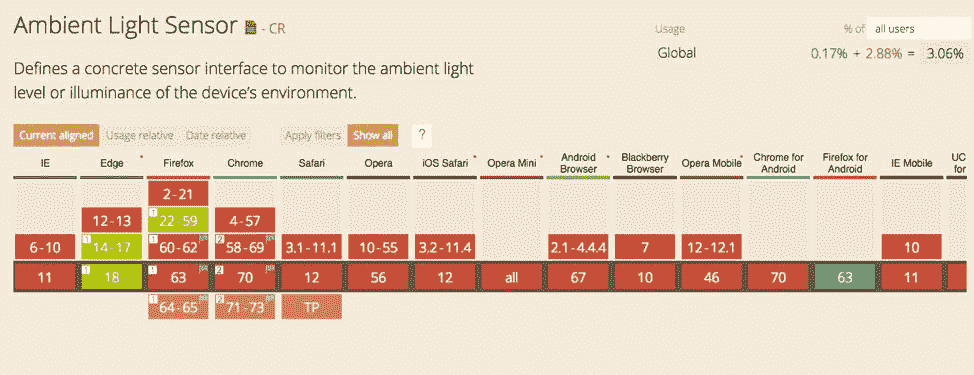 Ambient Light Sensor - CR
Usage % of all users
Global 0.17% + 2.88% = 3.06%
Defines a concrete sensor interface to monitor the ambient light
level or illuminance of the device's environment.
Current aligned Usage relative Date relative Apply filters Show all ?
IE Edge * Firefox Chrome Safari Opera iOS Safari * Opera Mini * Android Browser * Blackberry Browser Opera Mobile * Chrome for Android Firefox for Android IE Mobile UC for
2-21
12-13 1 22-59 4-57
6-10 1 14-17 1 60-62 2 58-69 3.1-11.1 10-55 3.2-11.4 2.1-4.4.4 7 12-12.1 10
11 1 18 1 63 2 70 12 56 12 all 67 10 46 70 63 11
1 64-65 2 71-73 TP